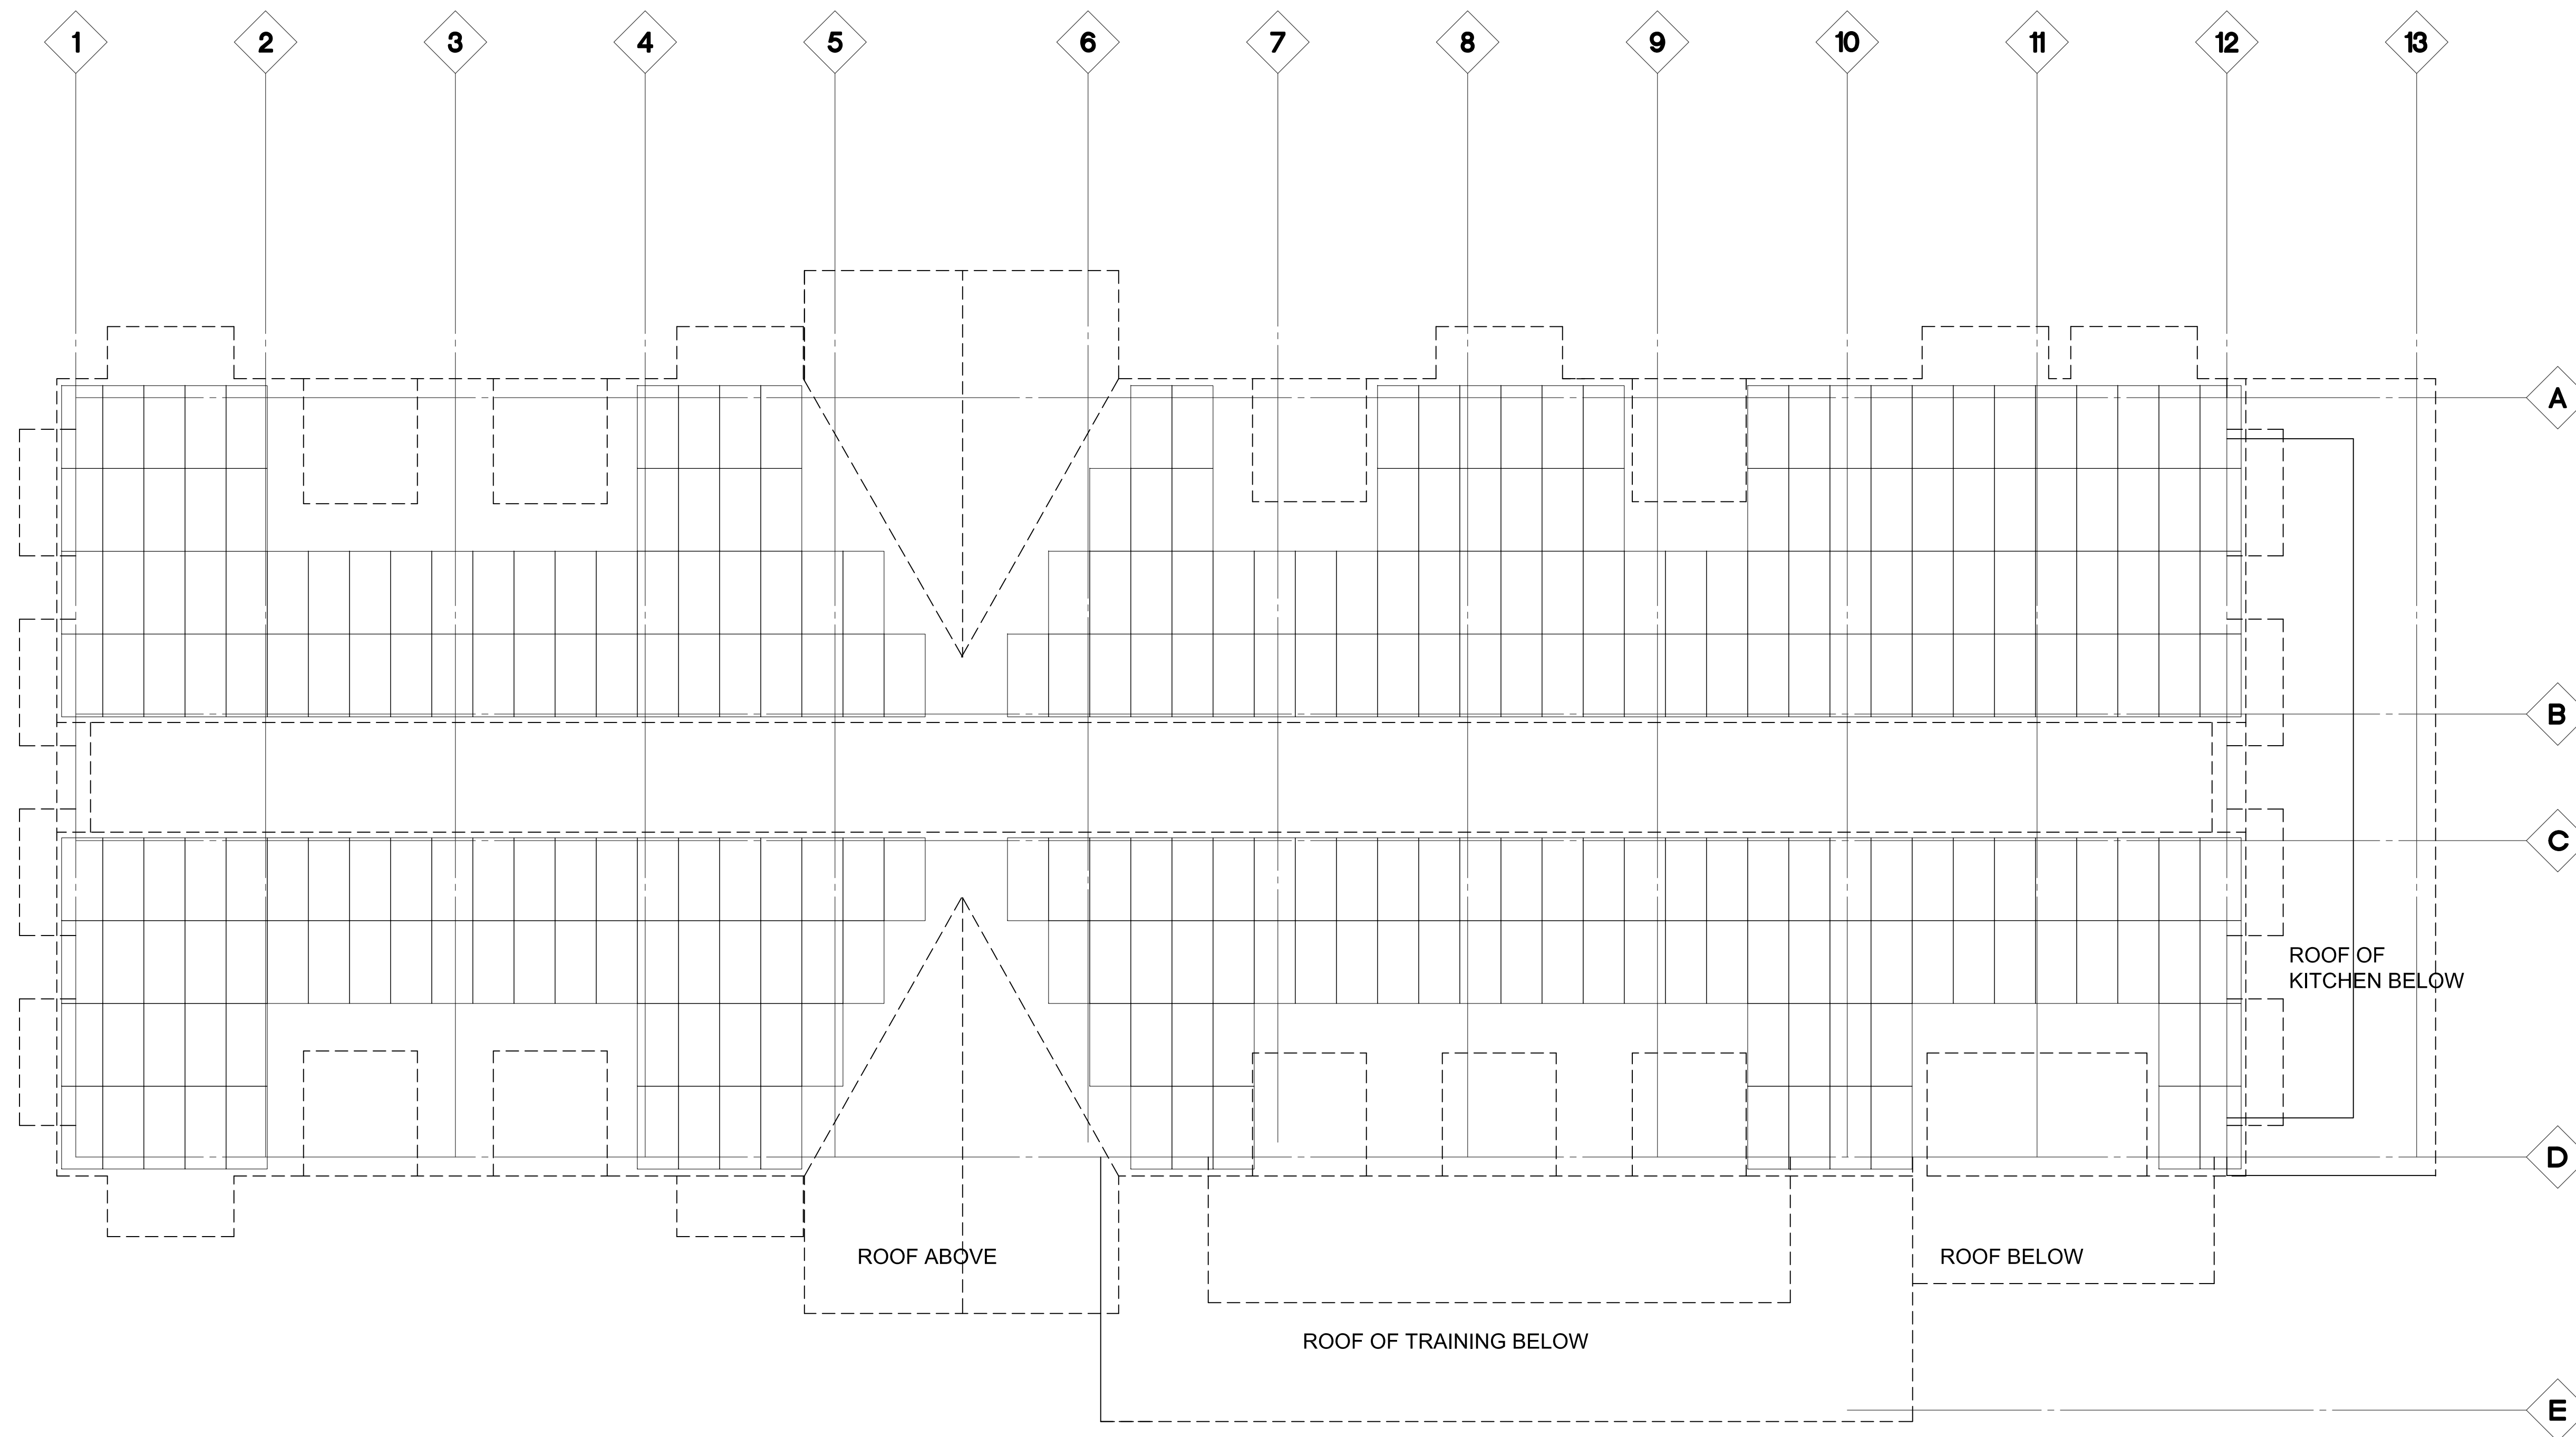 1 2 3 4 5 6 7 8 9 10 11 12 13
A
B
C
ROOF OF
KITCHEN BELOW
D
ROOF ABOVE
ROOF BELOW
ROOF OF TRAINING BELOW
E